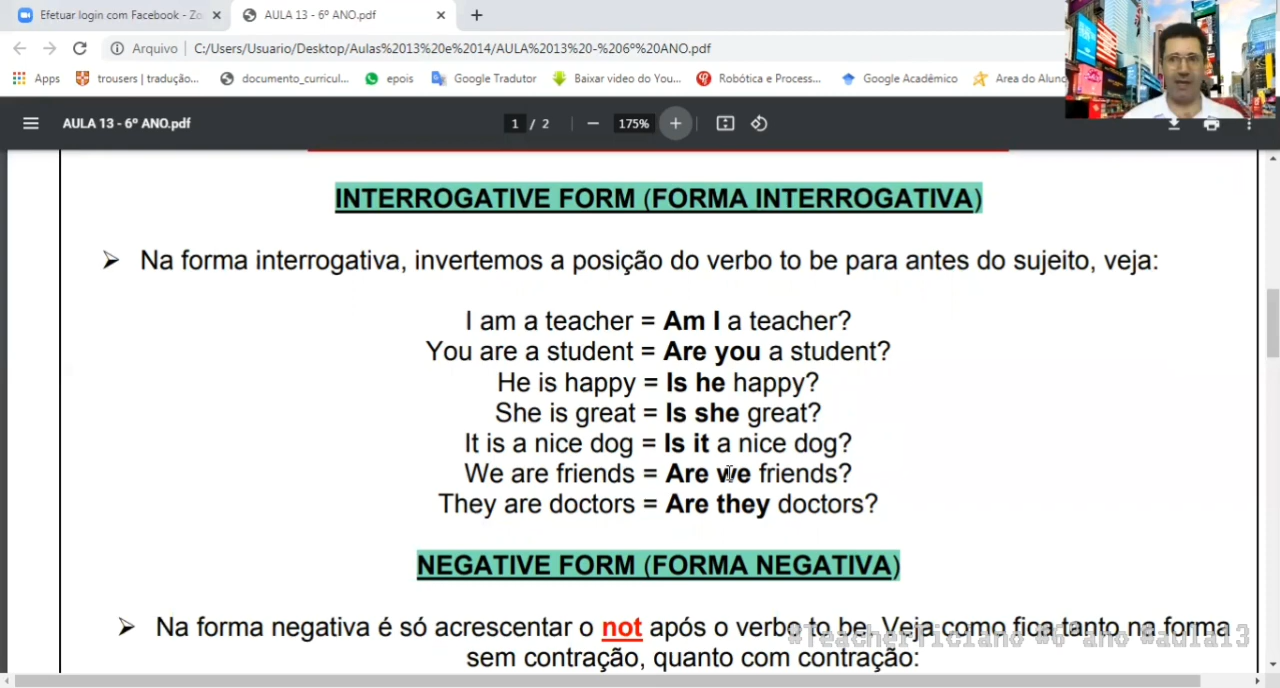 Efetuar login com Facebook - Zo
AULA 13 - 6º ANO.pdf
Arquivo | C:/Users/Usuario/Desktop/Aulas%2013%20e%2014/AULA%2013%20-%206º%20ANO.pdf
Apps trousers | tradução... documento_currícul... epois Google Tradutor Baixar video do You... Robótica e Process... Google Acadêmico Area do Aluno
AULA 13 - 6º ANO.pdf 1 / 2 175%
INTERROGATIVE FORM (FORMA INTERROGATIVA)
➢ Na forma interrogativa, invertemos a posição do verbo to be para antes do sujeito, veja:
I am a teacher = Am I a teacher?
You are a student = Are you a student?
He is happy = Is he happy?
She is great = Is she great?
It is a nice dog = Is it a nice dog?
We are friends = Are we friends?
They are doctors = Are they doctors?
NEGATIVE FORM (FORMA NEGATIVA)
➢ Na forma negativa é só acrescentar o not após o verbo to be. Veja como fica tanto na forma
sem contração, quanto com contração:
#TeacherTiciano #6ºano #aula13